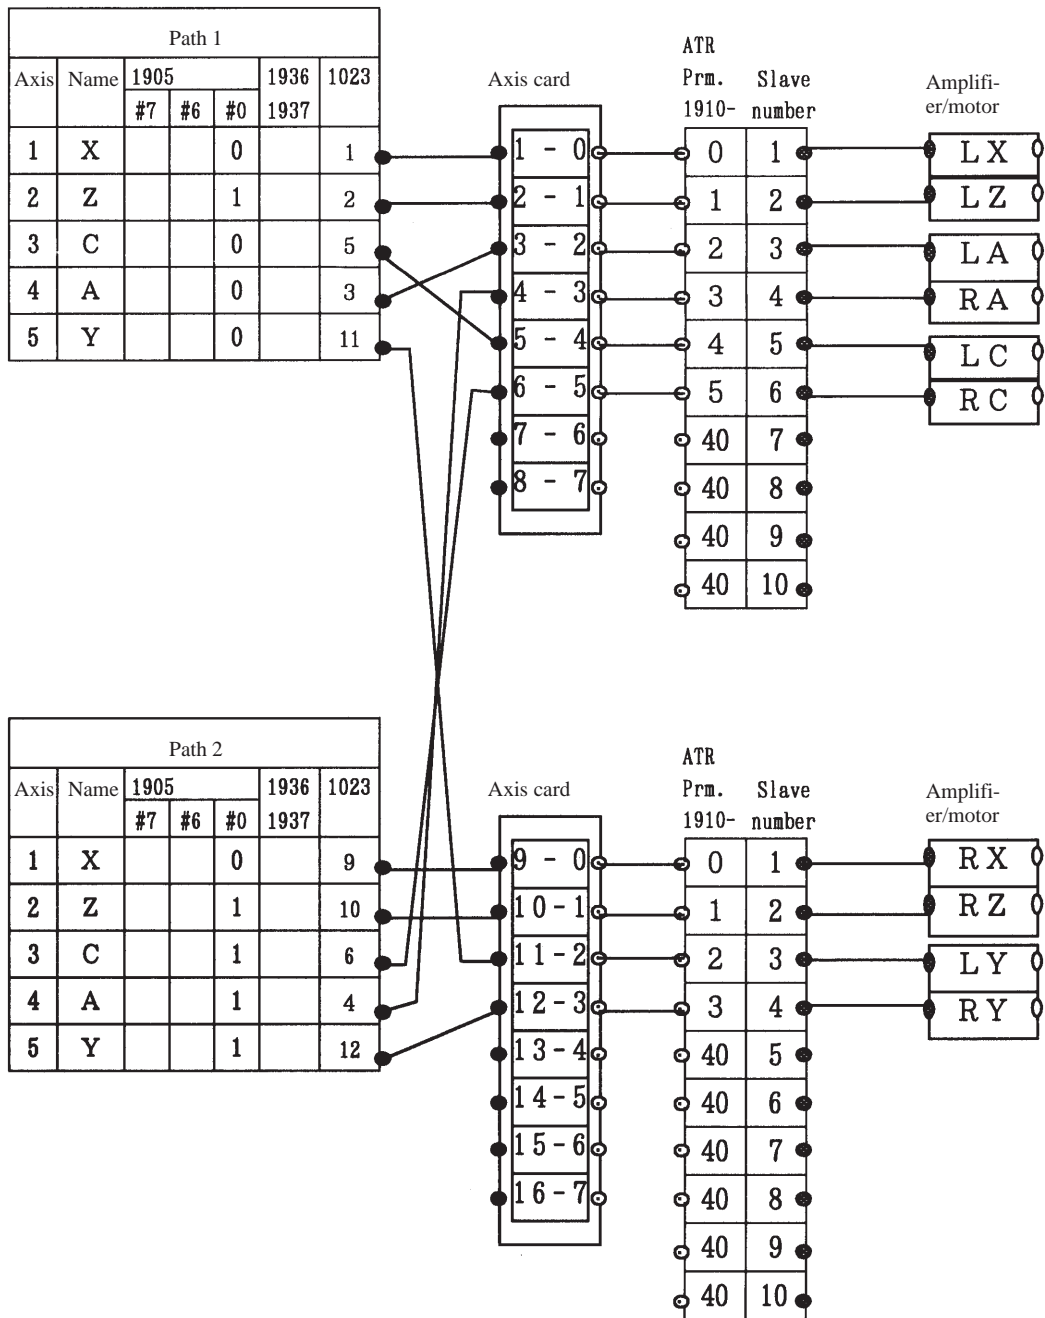 Path 1
Axis Name 1905 1936 1023
#7 #6 #0 1937
1 X 0 1
2 Z 1 2
3 C 0 5
4 A 0 3
5 Y 0 11
Axis card
1 - 0
2 - 1
3 - 2
4 - 3
5 - 4
6 - 5
7 - 6
8 - 7
ATR
Prm. Slave
1910- number
0 1
1 2
2 3
3 4
4 5
5 6
40 7
40 8
40 9
40 10
Amplifi-
er/motor
LX
LZ
LA
RA
LC
RC
Path 2
Axis Name 1905 1936 1023
#7 #6 #0 1937
1 X 0 9
2 Z 1 10
3 C 1 6
4 A 1 4
5 Y 1 12
Axis card
9 - 0
10 - 1
11 - 2
12 - 3
13 - 4
14 - 5
15 - 6
16 - 7
ATR
Prm. Slave
1910- number
0 1
1 2
2 3
3 4
40 5
40 6
40 7
40 8
40 9
40 10
Amplifi-
er/motor
RX
RZ
LY
RY